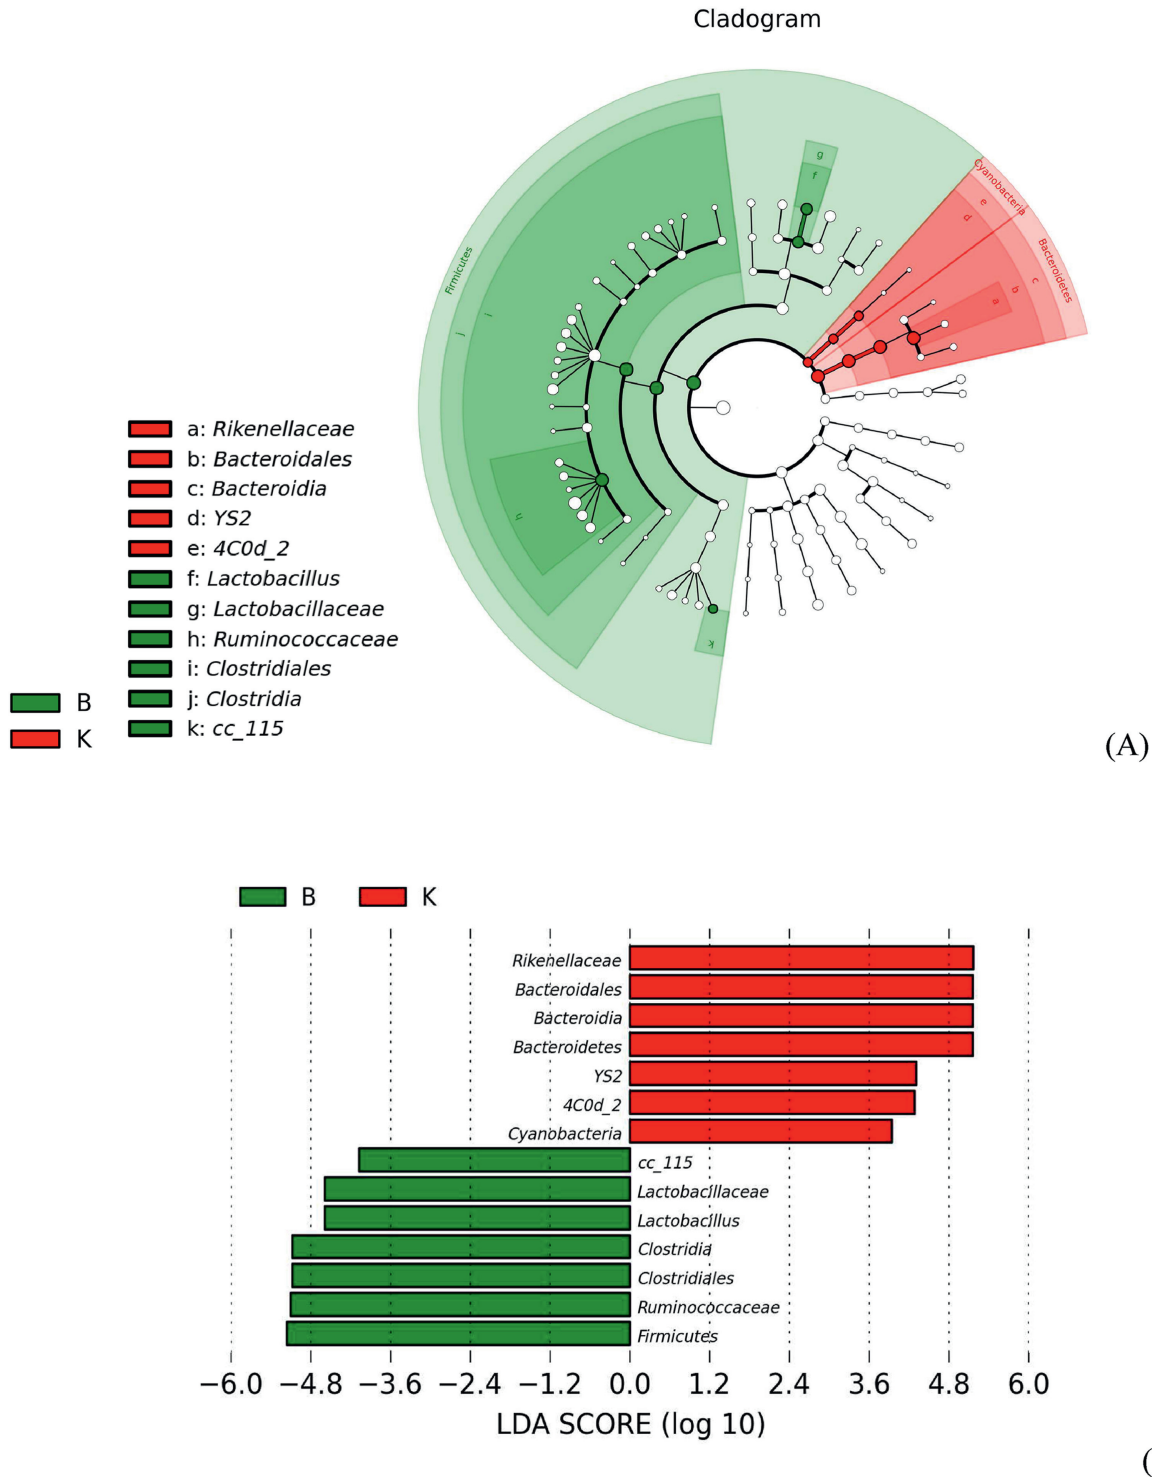 Cladogram
Cyanobacteria
e
d
g
f
Bacteroidetes
c
b
a
Firmicutes
i
j
h
k
a: Rikenellaceae
b: Bacteroidales
c: Bacteroidia
d: YS2
e: 4C0d_2
f: Lactobacillus
g: Lactobacillaceae
h: Ruminococcaceae
i: Clostridiales
j: Clostridia
k: cc_115
B
K
(A)
B K
Rikenellaceae
Bacteroidales
Bacteroidia
Bacteroidetes
YS2
4C0d_2
Cyanobacteria
cc_115
Lactobacillaceae
Lactobacillus
Clostridia
Clostridiales
Ruminococcaceae
Firmicutes
−6.0 −4.8 −3.6 −2.4 −1.2 0.0 1.2 2.4 3.6 4.8 6.0
LDA SCORE (log 10)
(